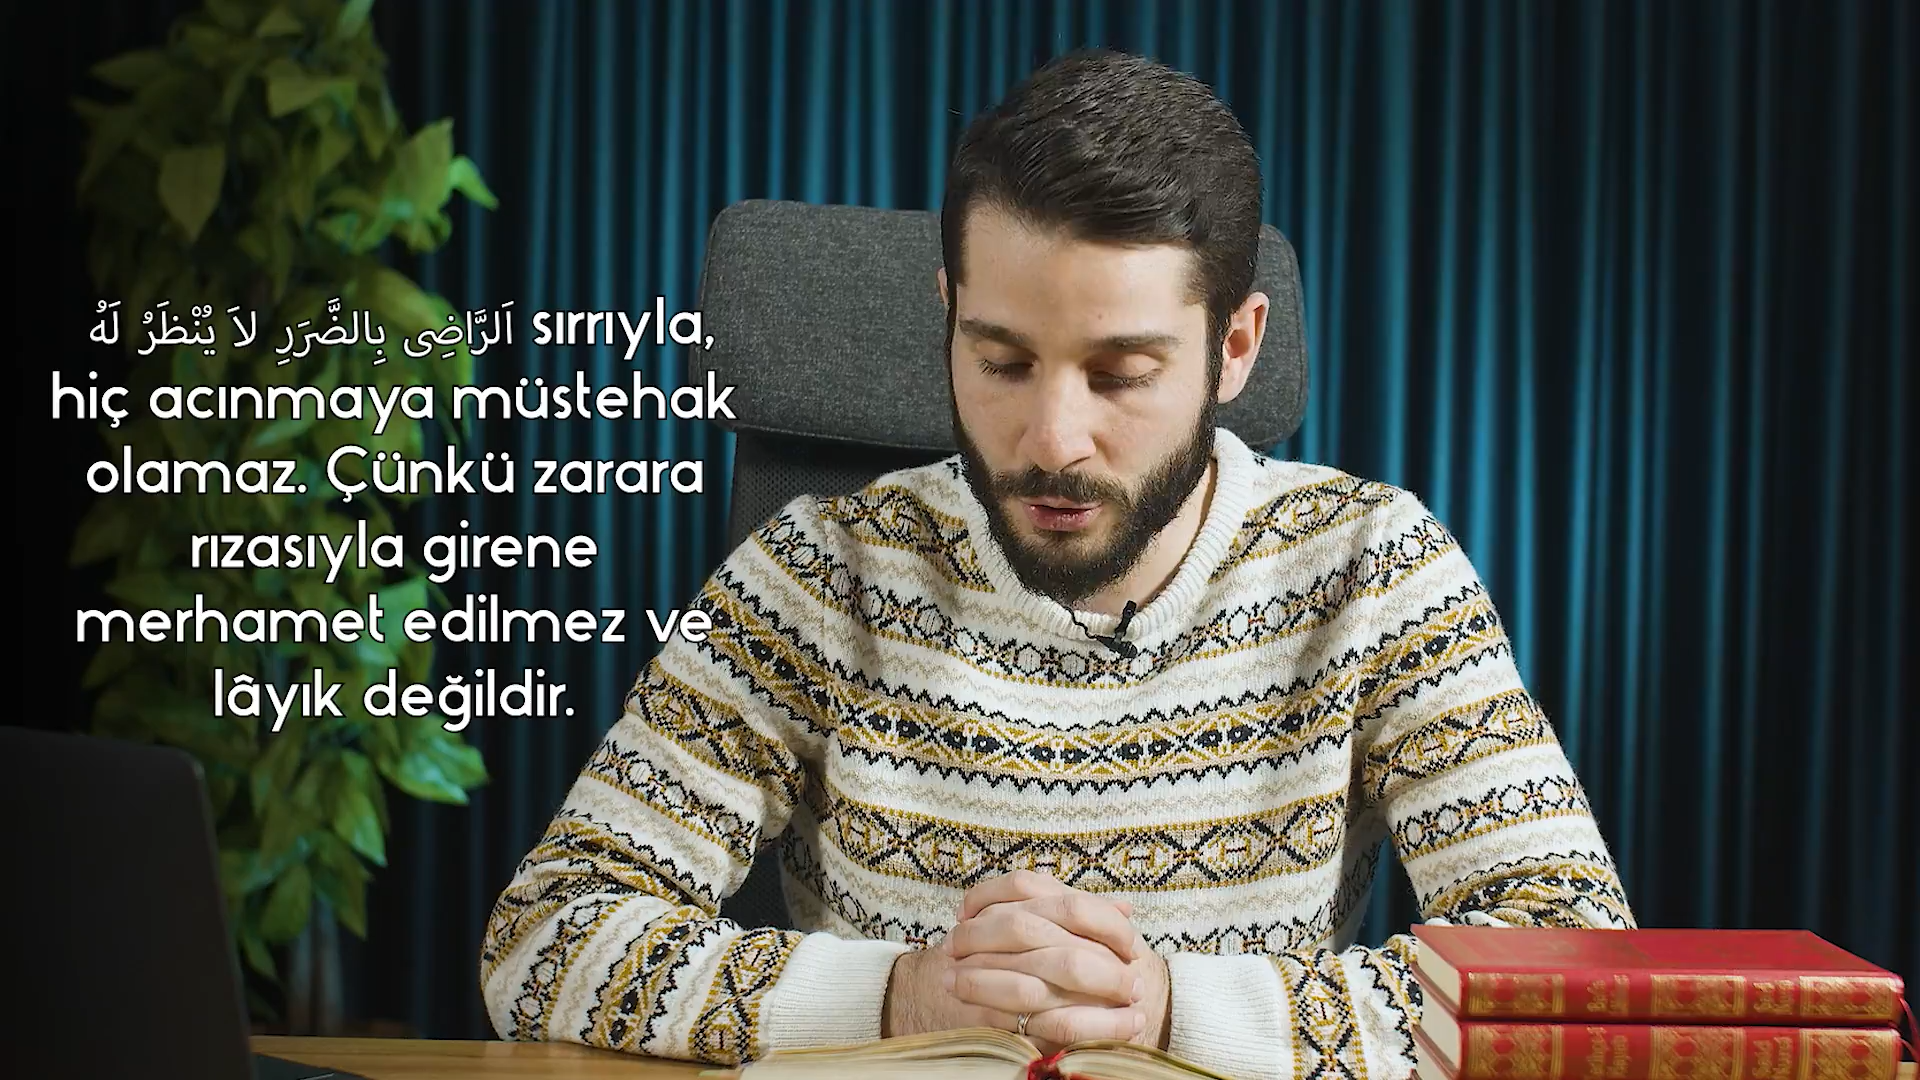 اَلرَّاضِى بِالضَّرَرِ لاَ يُنْظَرُ لَهُ sırrıyla,
hiç acınmaya müstehak
olamaz. Çünkü zarara
rızasıyla girene
merhamet edilmez ve
lâyık değildir.